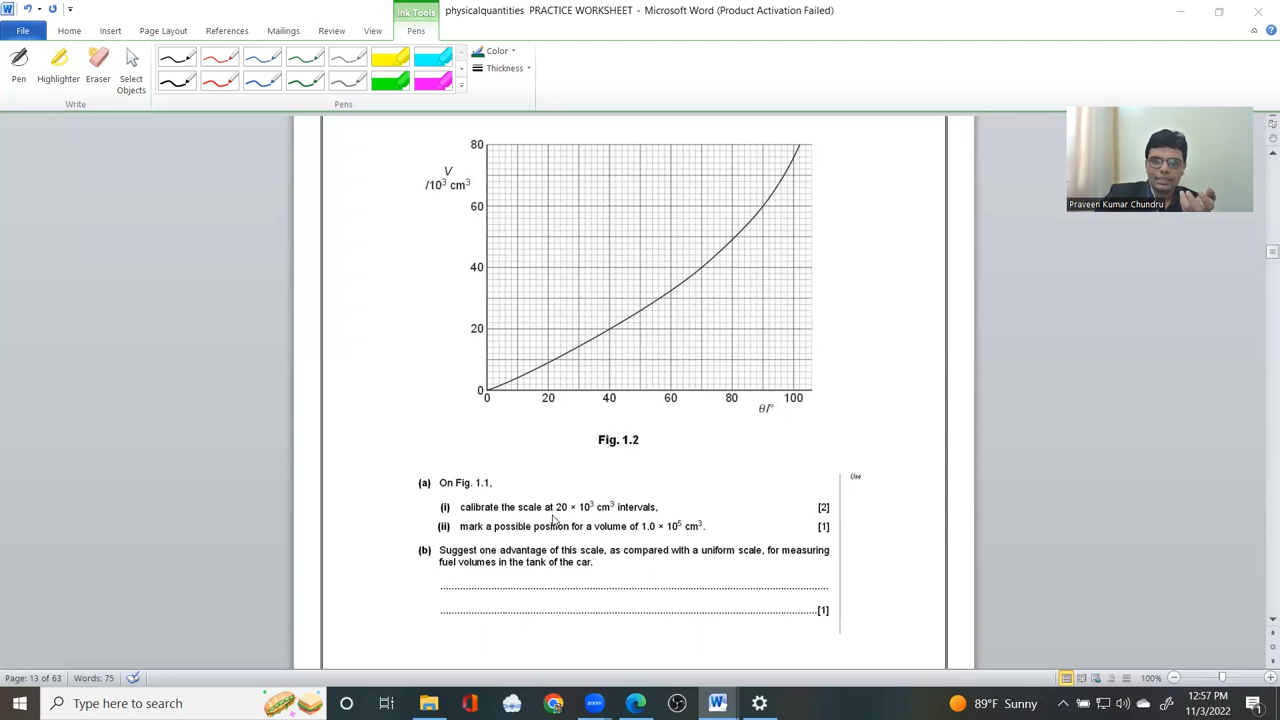 physicalquantities PRACTICE WORKSHEET - Microsoft Word (Product Activation Failed)
Ink Tools
File Home Insert Page Layout References Mailings Review View Pens
Pen Highlighter Eraser Select Objects
Color
Thickness
Write Pens
80
V
/10³ cm³
60
40
20
0
0 20 40 60 80 100
θ/°
Fig. 1.2
Praveen Kumar Chundru
(a) On Fig. 1.1,
Use
(i) calibrate the scale at 20 × 10³ cm³ intervals, [2]
(ii) mark a possible position for a volume of 1.0 × 10⁵ cm³. [1]
(b) Suggest one advantage of this scale, as compared with a uniform scale, for measuring
fuel volumes in the tank of the car.
..........................................................................................
..........................................................................................[1]
Page: 13 of 63 Words: 75 100%
Type here to search
89°F Sunny
12:57 PM
11/3/2022